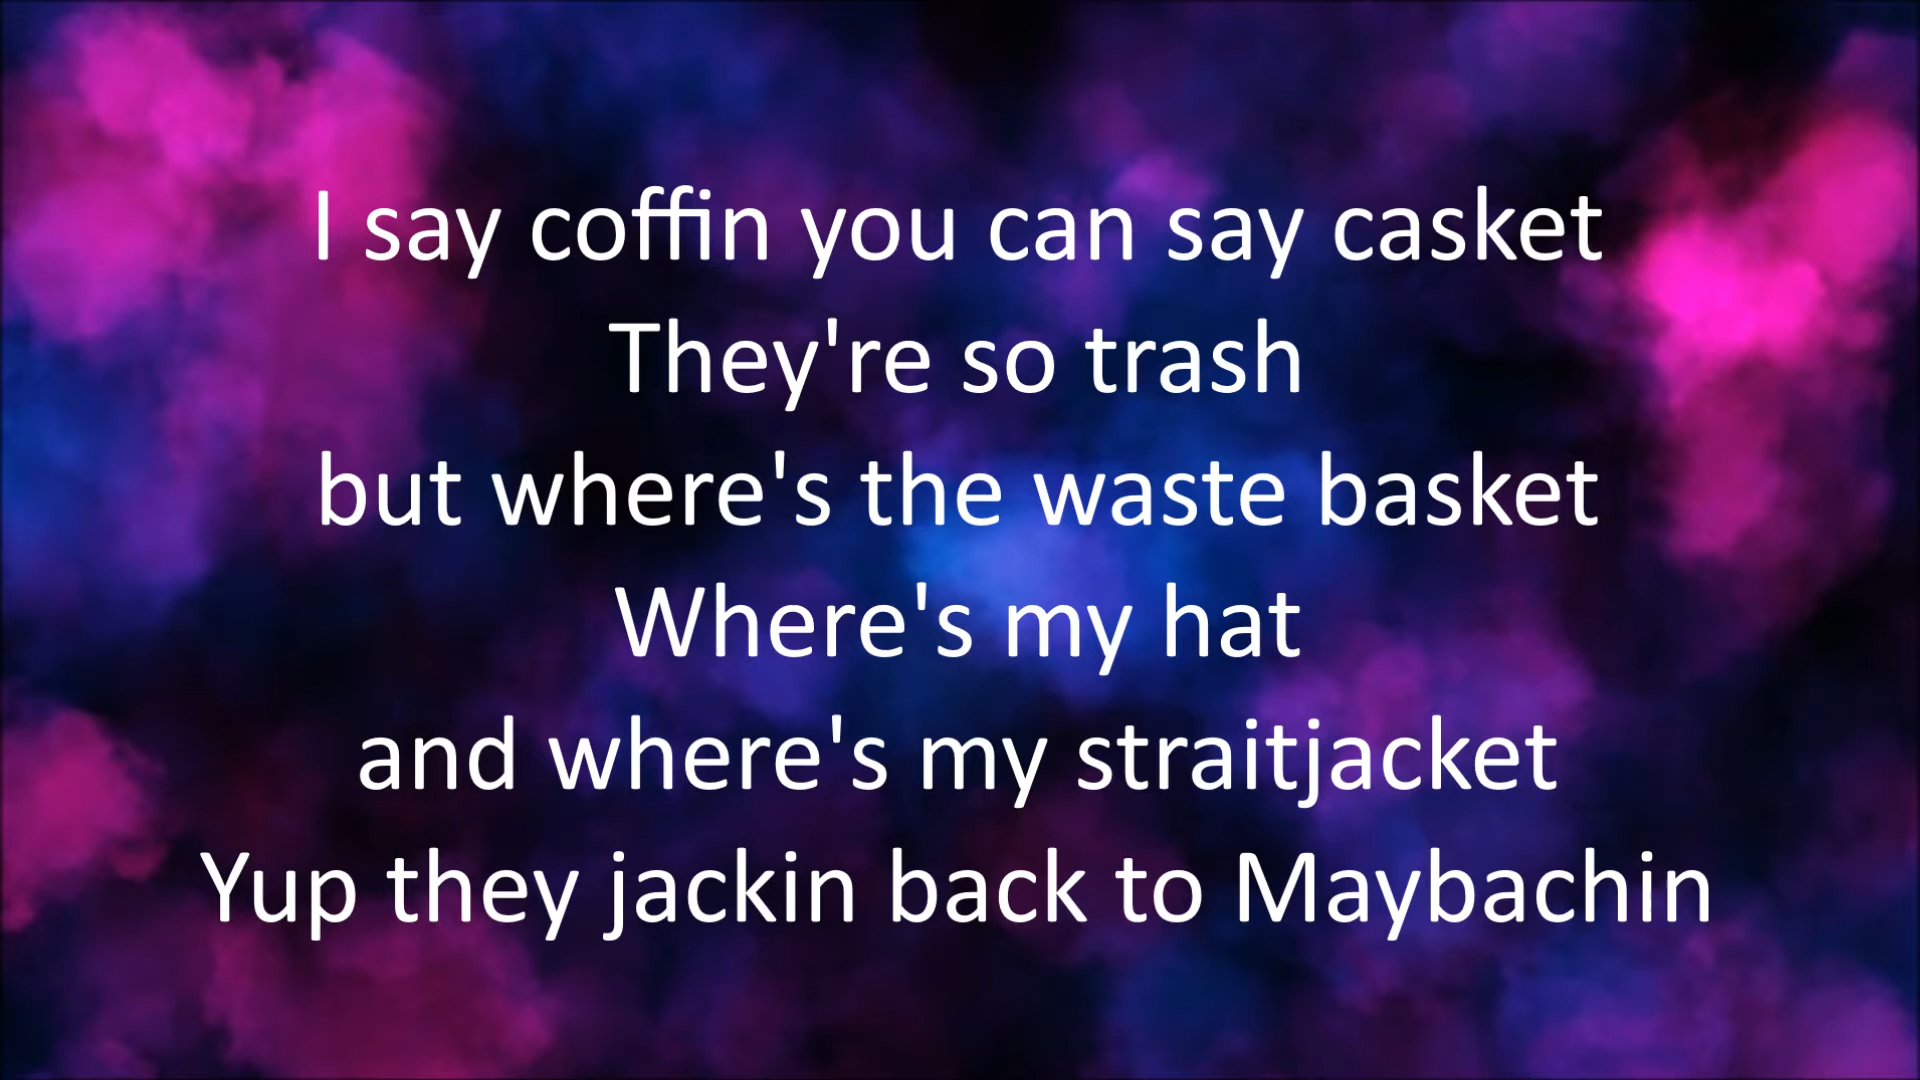 I say coffin you can say casket
They're so trash
but where's the waste basket
Where's my hat
and where's my straitjacket
Yup they jackin back to Maybachin